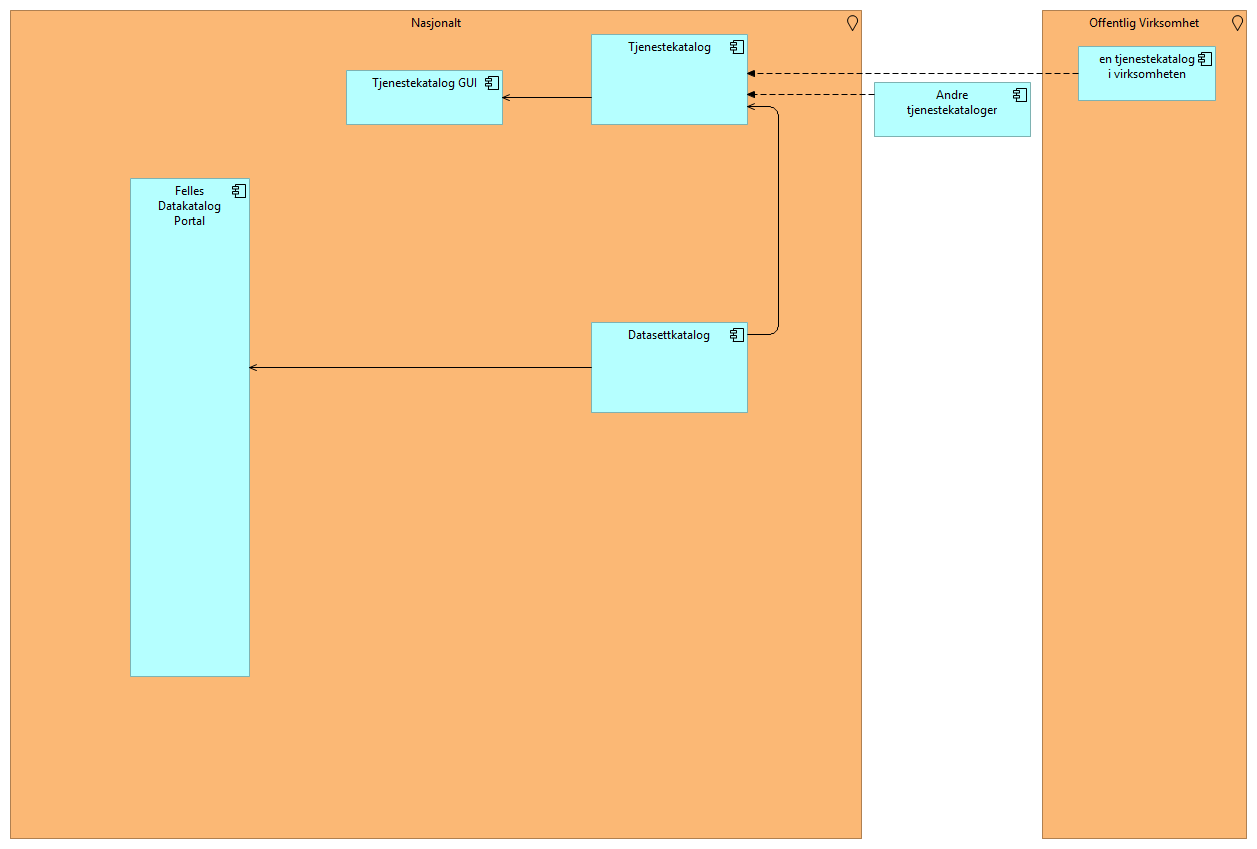 Nasjonalt
Offentlig Virksomhet
Tjenestekatalog
en tjenestekatalog
i virksomheten
Tjenestekatalog GUI
Andre
tjenestekataloger
Felles
Datakatalog
Portal
Datasettkatalog